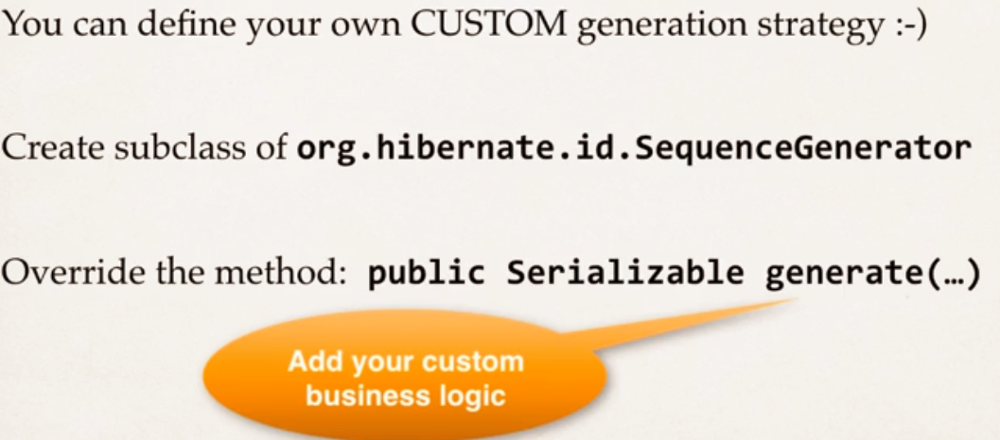 You can define your own CUSTOM generation strategy :-)
Create subclass of org.hibernate.id.SequenceGenerator
Override the method: public Serializable generate(…)
Add your custom
business logic